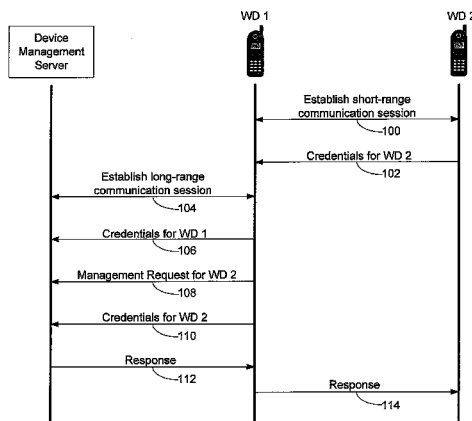 WD 1
WD 2
Device
Management
Server
Establish short-range
communication session
100
Credentials for WD 2
102
Establish long-range
communication session
104
Credentials for WD 1
106
Management Request for WD 2
108
Credentials for WD 2
110
Response
112
Response
114